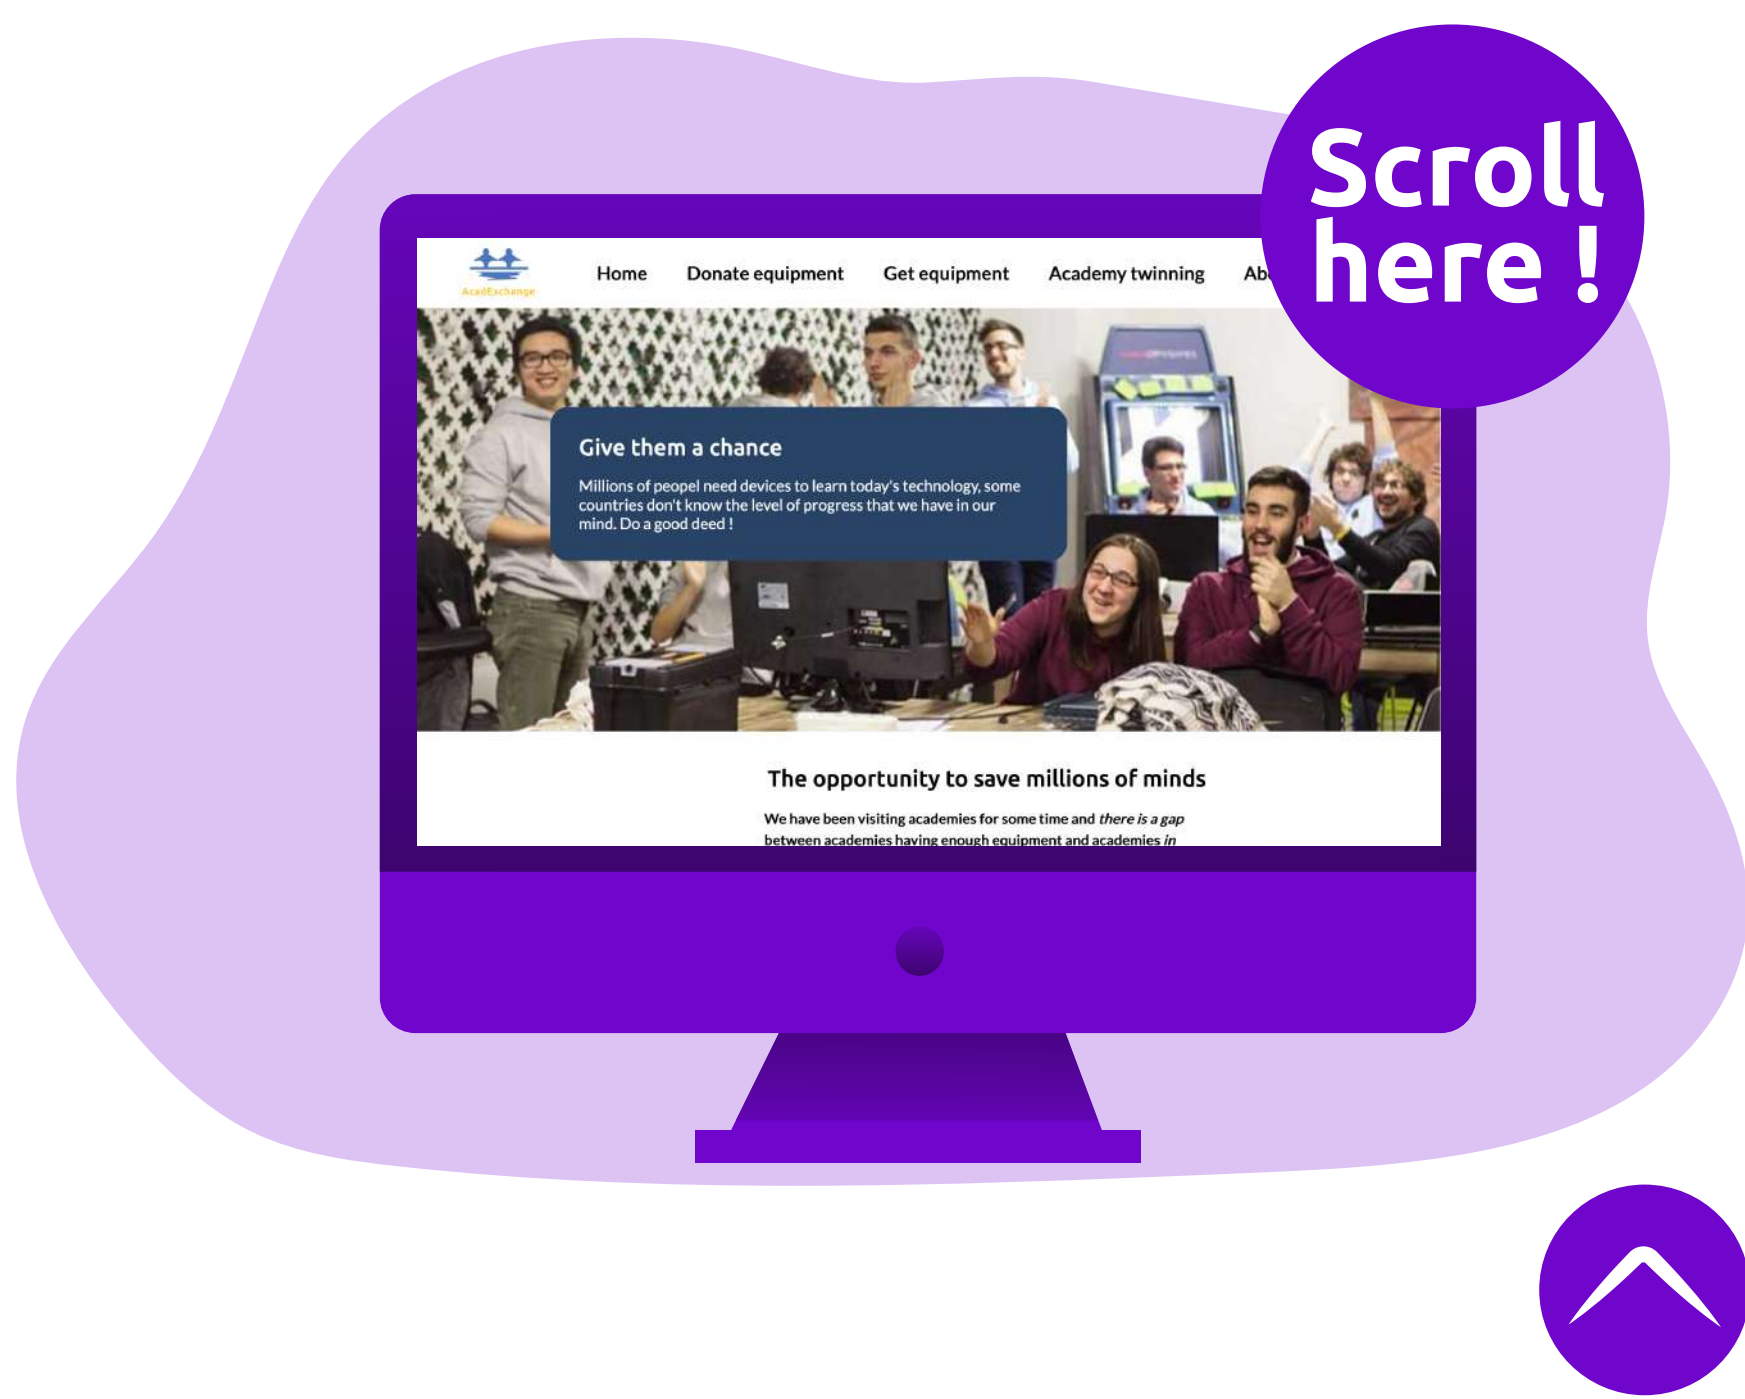 Scroll
here !
AcadExchange
Home Donate equipment Get equipment Academy twinning
Give them a chance
Millions of peopel need devices to learn today's technology, some
countries don't know the level of progress that we have in our
mind. Do a good deed !
The opportunity to save millions of minds
We have been visiting academies for some time and there is a gap
between academies having enough equipment and academies in